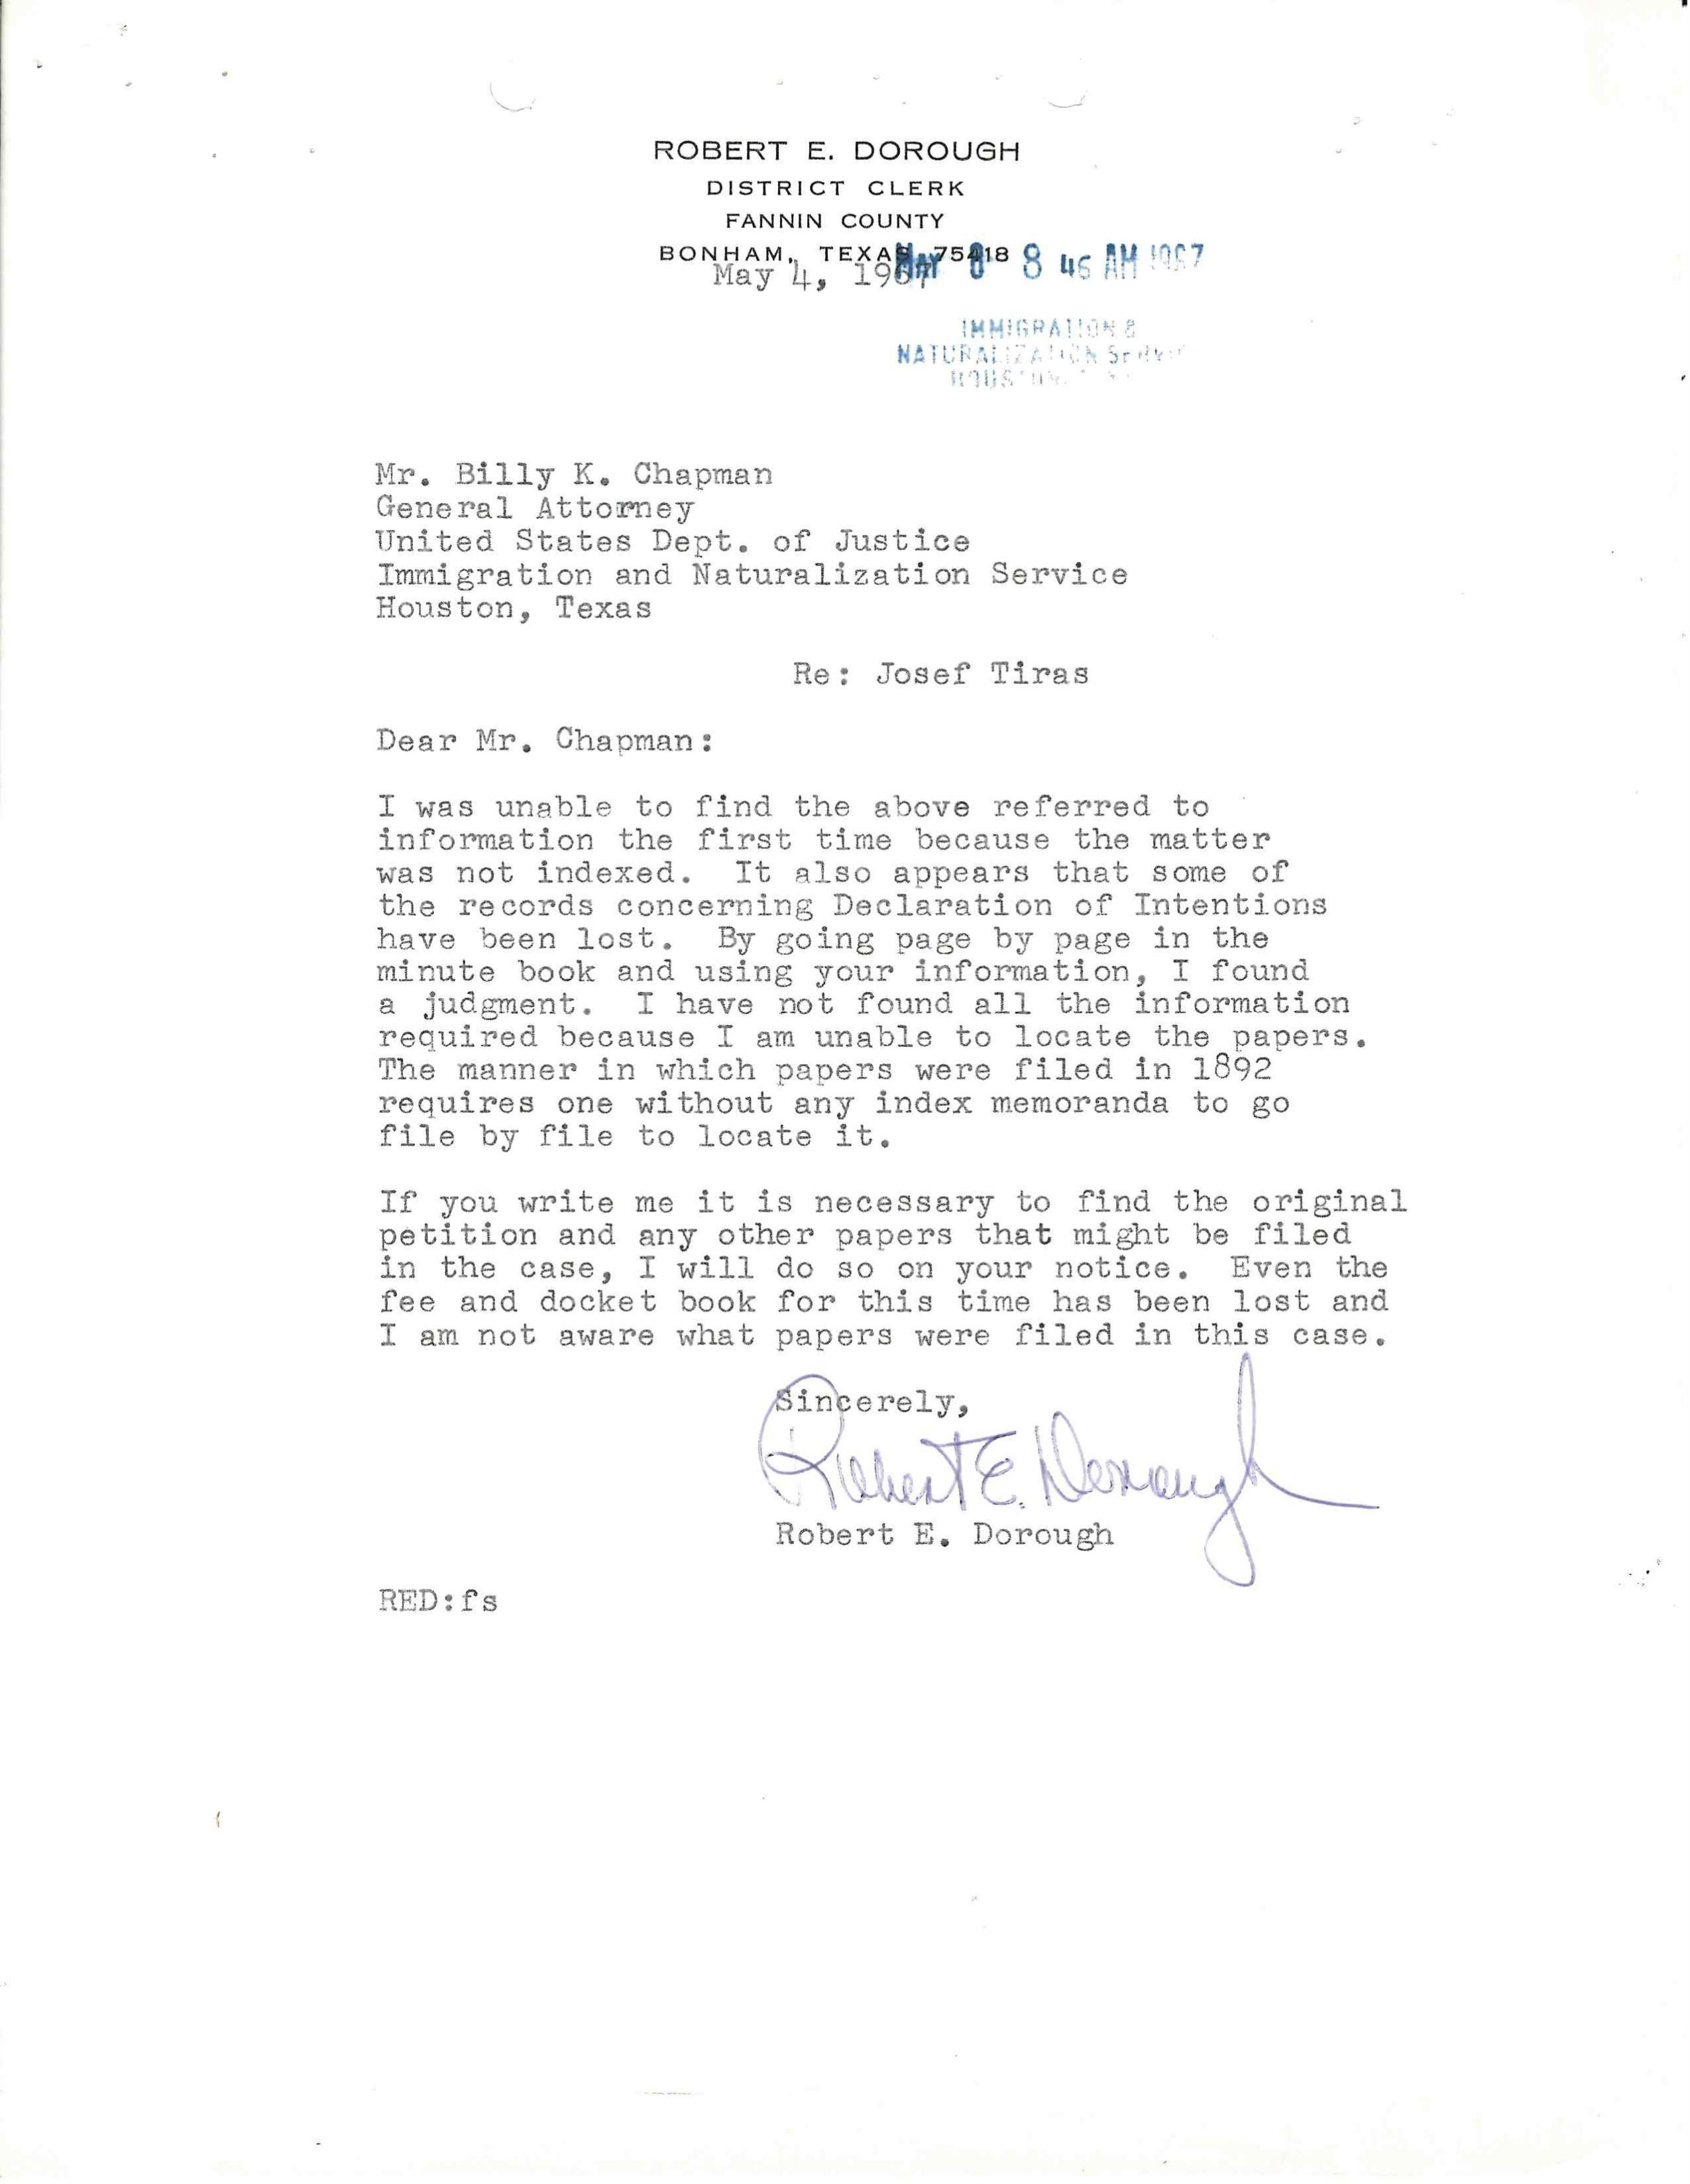 ROBERT E. DOROUGH
DISTRICT CLERK
FANNIN COUNTY
BONHAM, TEXAS 75418
May 4, 1967
MAY 8 8 46 AM 1967
IMMIGRATION &
NATURALIZATION SERVICE
HOUSTON,
Mr. Billy K. Chapman
General Attorney
United States Dept. of Justice
Immigration and Naturalization Service
Houston, Texas
Re: Josef Tiras
Dear Mr. Chapman:
I was unable to find the above referred to
information the first time because the matter
was not indexed. It also appears that some of
the records concerning Declaration of Intentions
have been lost. By going page by page in the
minute book and using your information, I found
a judgment. I have not found all the information
required because I am unable to locate the papers.
The manner in which papers were filed in 1892
requires one without any index memoranda to go
file by file to locate it.
If you write me it is necessary to find the original
petition and any other papers that might be filed
in the case, I will do so on your notice. Even the
fee and docket book for this time has been lost and
I am not aware what papers were filed in this case.
Sincerely,
Robert E. Dorough
Robert E. Dorough
RED:fs